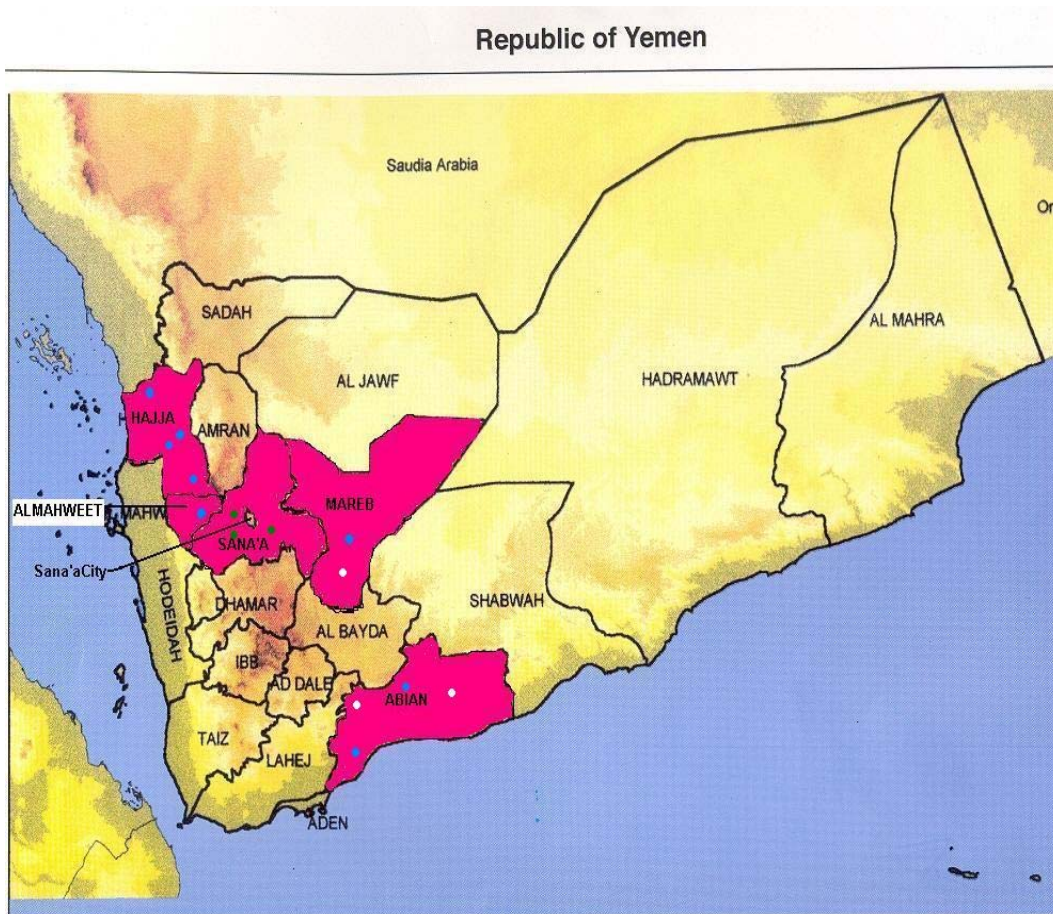 Republic of Yemen
Saudia Arabia
Or
SADAH
AL MAHRA
AL JAWF
HADRAMAWT
HAJJA
AMRAN
MAREB
ALMAHWEET
MAHW
SANA'A
Sana'aCity
HODEIDAH
DHAMAR
SHABWAH
AL BAYDA
IBB
AD DALE
ABIAN
TAIZ
LAHEJ
ADEN